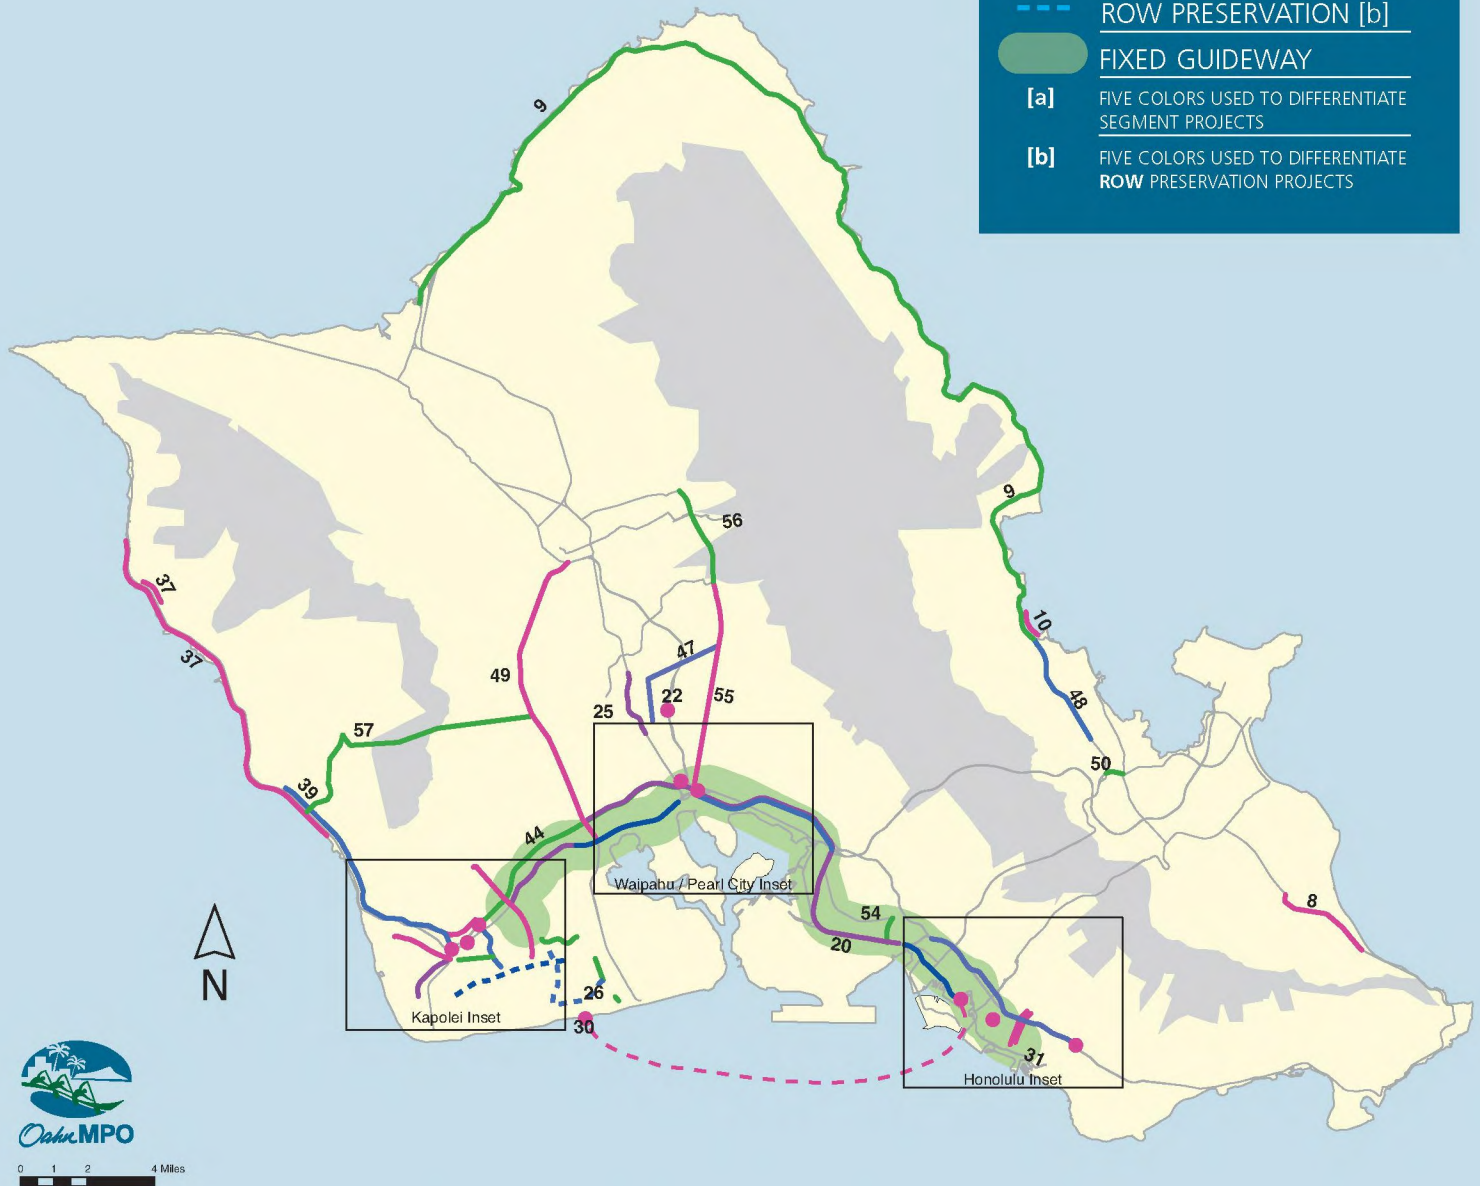 ROW PRESERVATION [b]
FIXED GUIDEWAY
[a] FIVE COLORS USED TO DIFFERENTIATE
SEGMENT PROJECTS
[b] FIVE COLORS USED TO DIFFERENTIATE
ROW PRESERVATION PROJECTS
9
9
56
37
10
37
47
49
22
55
48
25
57
50
39
44
Waipahu / Pearl City Inset
8
54
20
26
Kapolei Inset
30
31
Honolulu Inset
N
OahuMPO
0 1 2 4 Miles